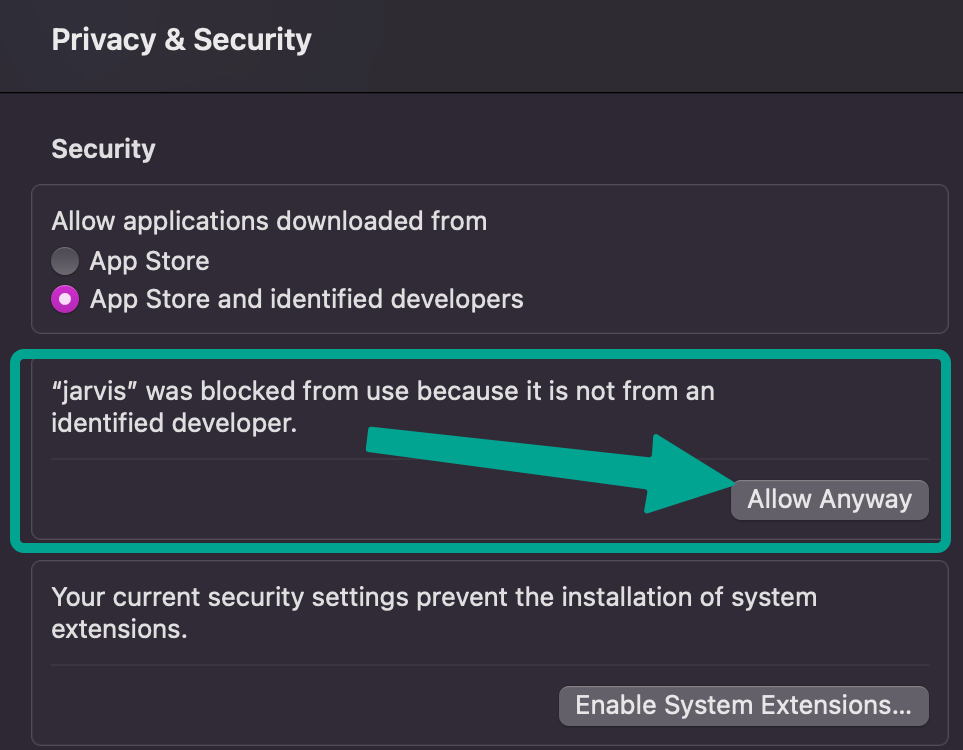 Privacy & Security
Security
Allow applications downloaded from
App Store
App Store and identified developers
“jarvis” was blocked from use because it is not from an
identified developer.
Allow Anyway
Your current security settings prevent the installation of system
extensions.
Enable System Extensions...